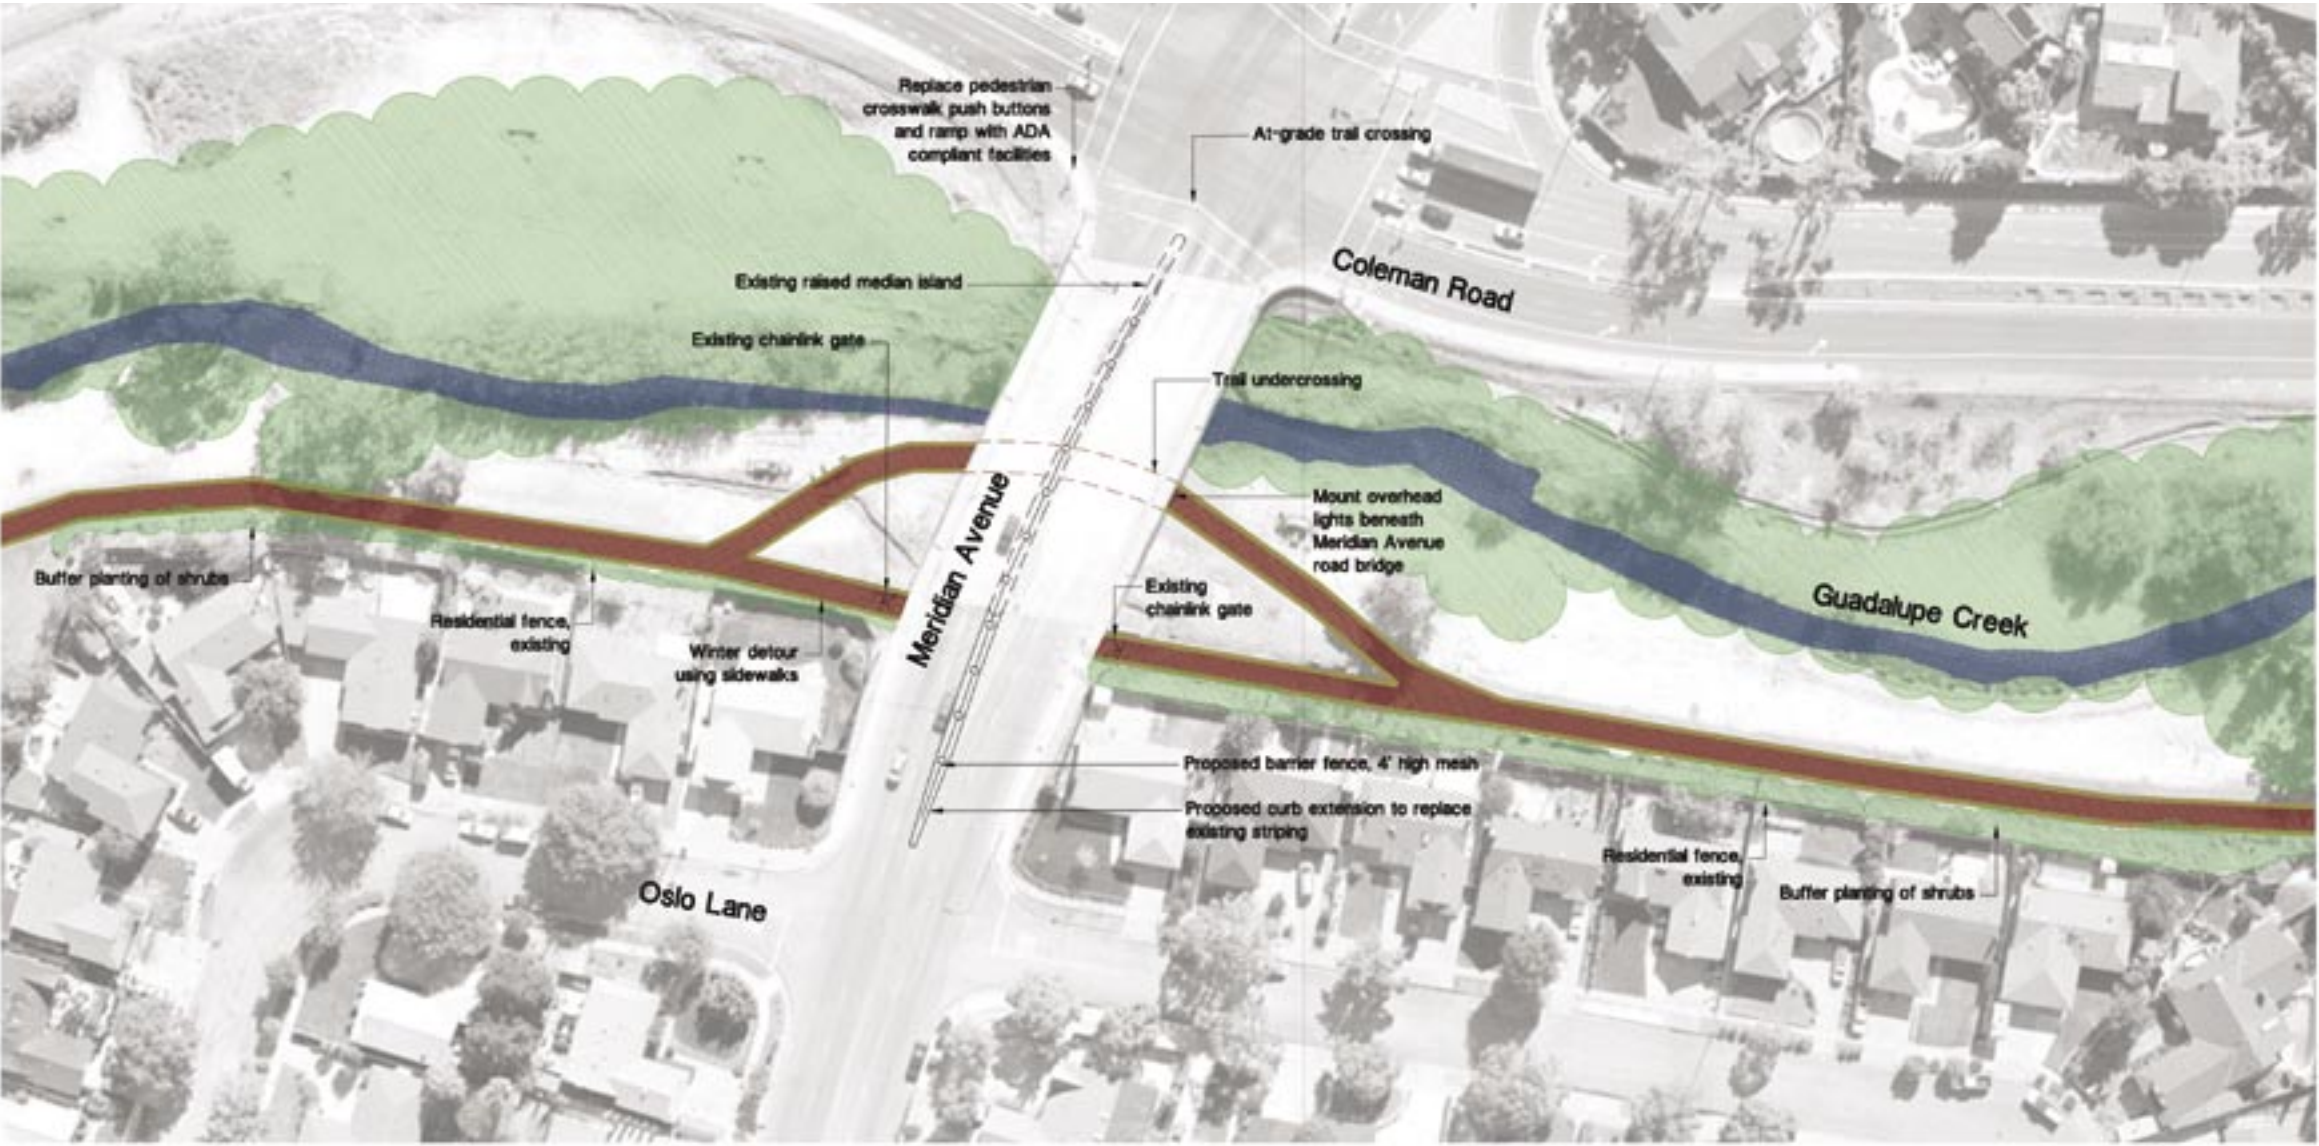 Replace pedestrian
crosswalk push buttons
and ramp with ADA
compliant facilities
At-grade trail crossing
Coleman Road
Existing raised median island
Existing chainlink gate
Trail undercrossing
Meridian Avenue
Mount overhead
lights beneath
Meridian Avenue
road bridge
Buffer planting of shrubs
Residential fence,
existing
Winter detour
using sidewalks
Existing
chainlink gate
Guadalupe Creek
Proposed barrier fence, 4' high mesh
Proposed curb extension to replace
existing striping
Residential fence,
existing
Buffer planting of shrubs
Oslo Lane